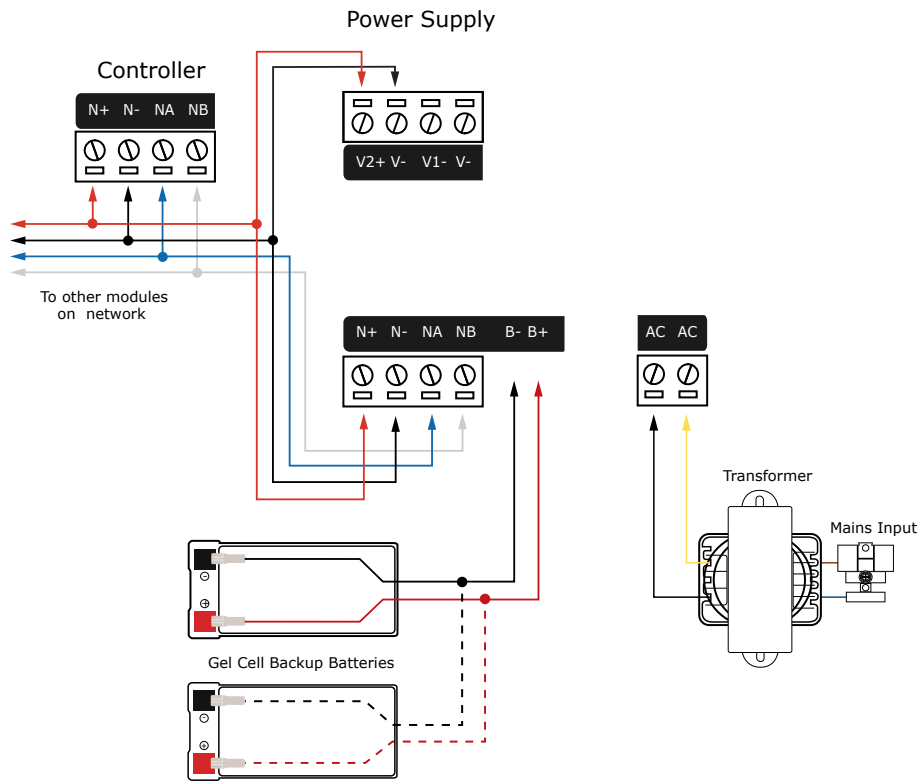 Power Supply
Controller
N+ N- NA NB
V2+ V- V1- V-
To other modules
on network
N+ N- NA NB B- B+
AC AC
Transformer
Mains Input
Gel Cell Backup Batteries